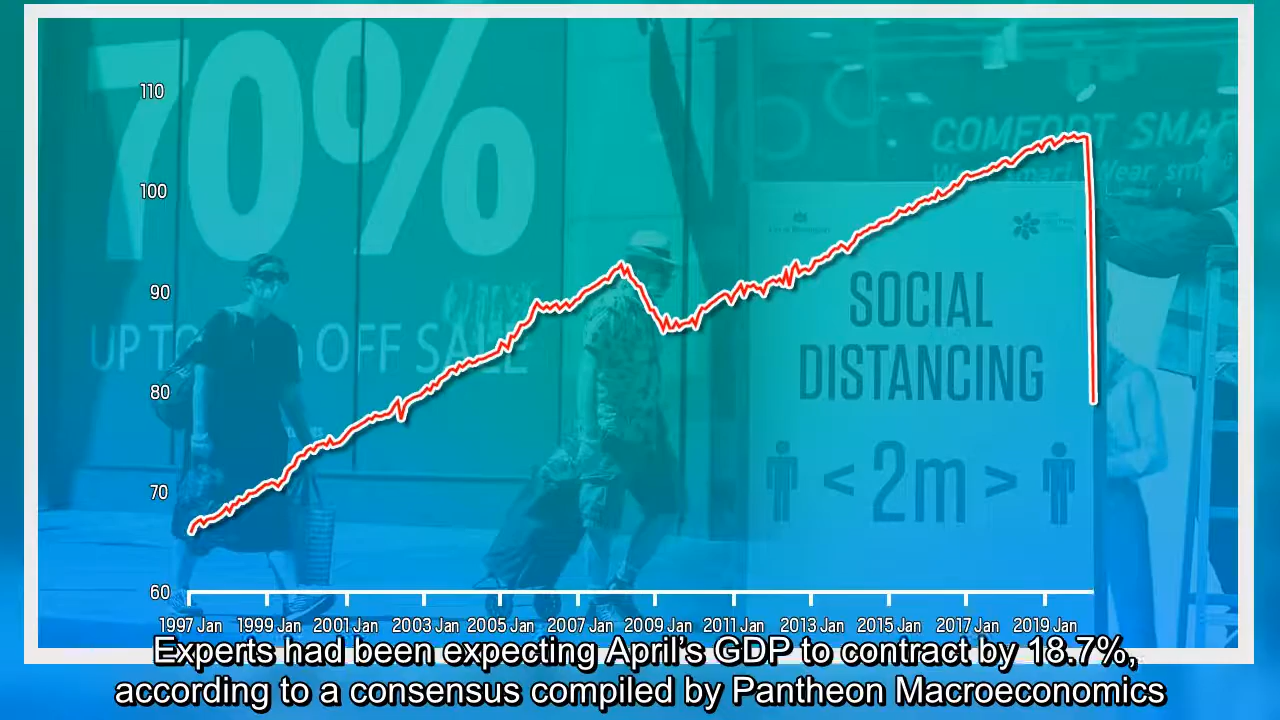 70%
UP TO 70% OFF SALE
COMFORT SMA
SOCIAL
DISTANCING
< 2m >
110
100
90
80
70
60
1997 Jan 1999 Jan 2001 Jan 2003 Jan 2005 Jan 2007 Jan 2009 Jan 2011 Jan 2013 Jan 2015 Jan 2017 Jan 2019 Jan
Experts had been expecting April's GDP to contract by 18.7%,
according to a consensus compiled by Pantheon Macroeconomics